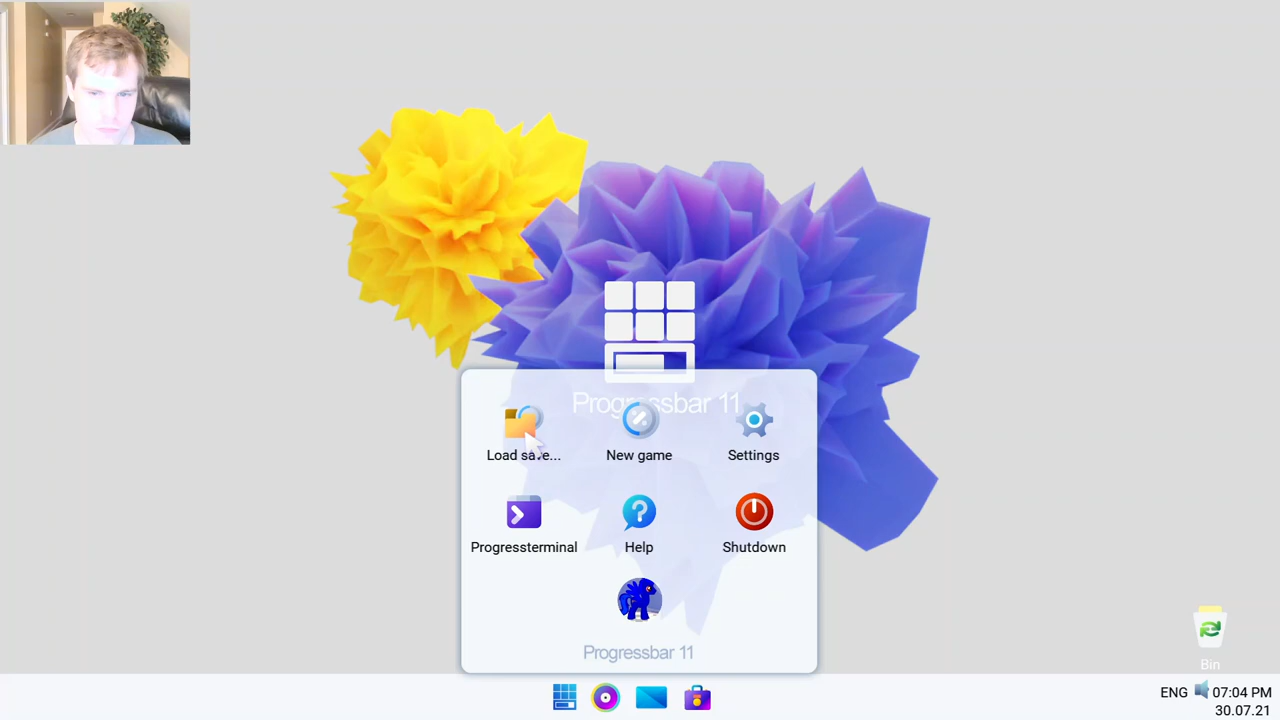 Progressbar 11
Load save...
New game
Settings
Progressterminal
Help
Shutdown
Progressbar 11
Bin
ENG 07:04 PM
30.07.21